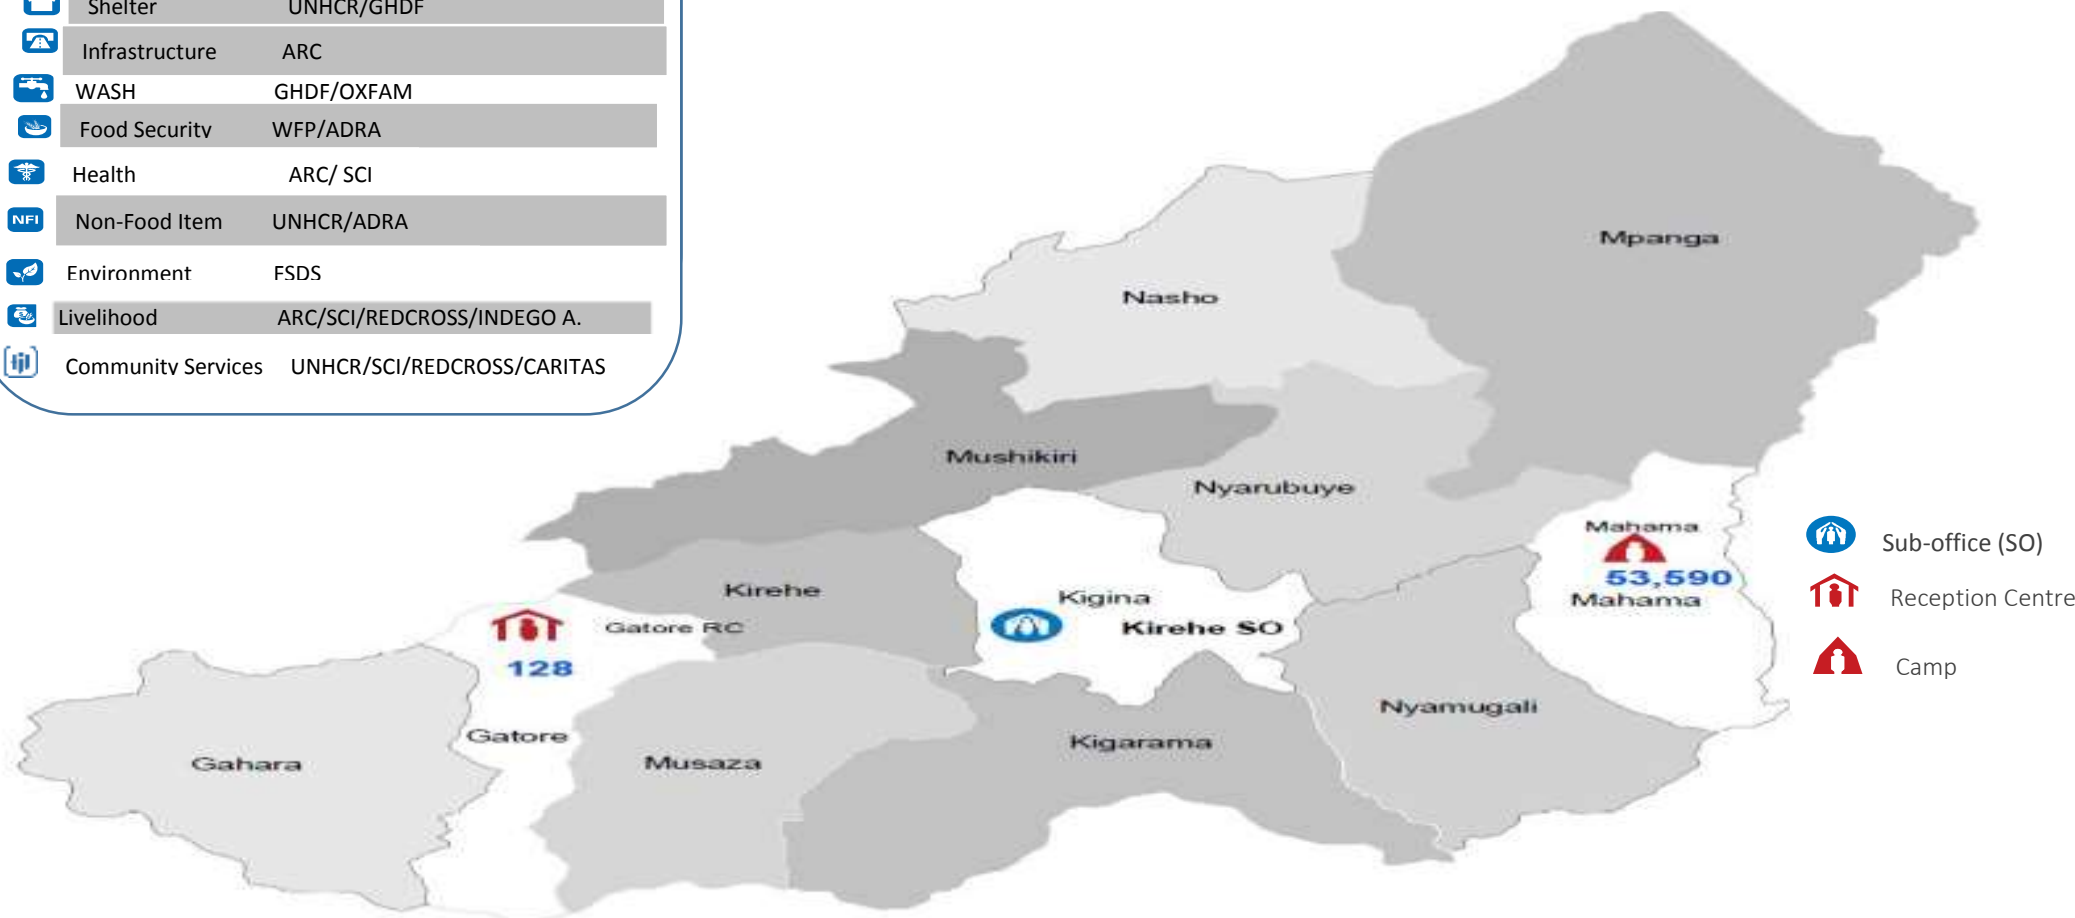 Shelter UNHCR/GHDF
Infrastructure ARC
WASH GHDF/OXFAM
Food Security WFP/ADRA
Health ARC/ SCI
NFI Non-Food Item UNHCR/ADRA
Environment FSDS
Livelihood ARC/SCI/REDCROSS/INDEGO A.
Community Services UNHCR/SCI/REDCROSS/CARITAS
Mpanga
Nasho
Mushikiri
Nyarubuye
Mahama
53,590
Mahama
Kirehe
Kigina
Kirehe SO
Gatore RC
128
Gatore
Gahara
Musaza
Kigarama
Nyamugali
Sub-office (SO)
Reception Centre
Camp